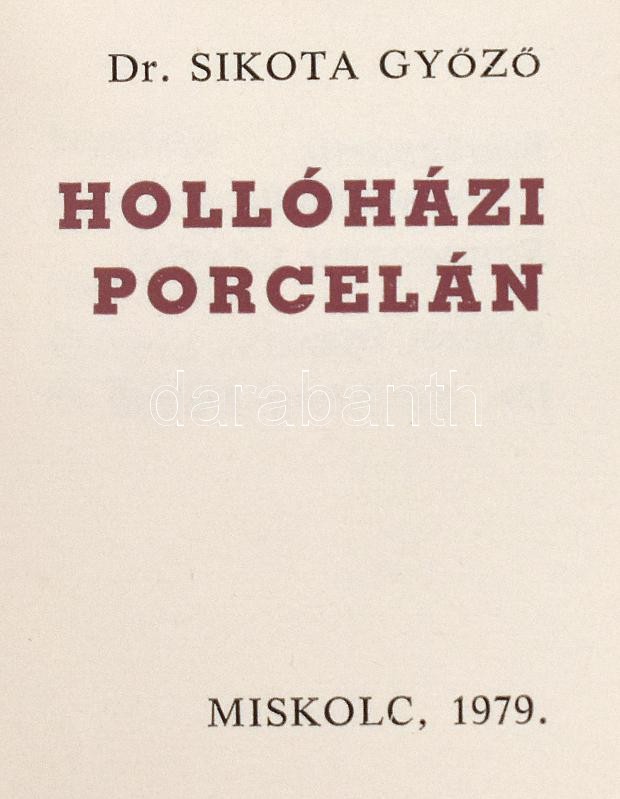 Dr. SIKOTA GYŐZŐ
HOLLÓHÁZI
PORCELÁN
darabanth
MISKOLC, 1979.